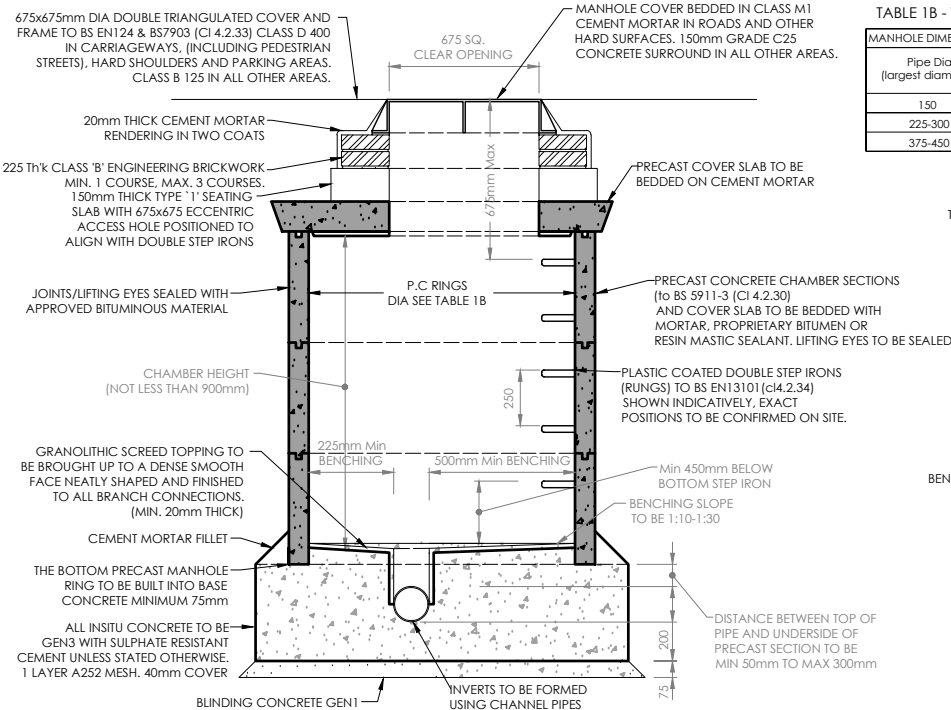 675x675mm DIA DOUBLE TRIANGULATED COVER AND
FRAME TO BS EN124 & BS7903 (Cl 4.2.33) CLASS D 400
IN CARRIAGEWAYS, (INCLUDING PEDESTRIAN
STREETS), HARD SHOULDERS AND PARKING AREAS.
CLASS B 125 IN ALL OTHER AREAS.
675 SQ.
CLEAR OPENING
MANHOLE COVER BEDDED IN CLASS M1
CEMENT MORTAR IN ROADS AND OTHER
HARD SURFACES. 150mm GRADE C25
CONCRETE SURROUND IN ALL OTHER AREAS.
TABLE 1B -
MANHOLE DIME
Pipe Dia
(largest diam
150
225-300
375-450
20mm THICK CEMENT MORTAR
RENDERING IN TWO COATS
225 Th'k CLASS 'B' ENGINEERING BRICKWORK
MIN. 1 COURSE, MAX. 3 COURSES.
150mm THICK TYPE `1' SEATING
SLAB WITH 675x675 ECCENTRIC
ACCESS HOLE POSITIONED TO
ALIGN WITH DOUBLE STEP IRONS
675mm Max
PRECAST COVER SLAB TO BE
BEDDED ON CEMENT MORTAR
T
JOINTS/LIFTING EYES SEALED WITH
APPROVED BITUMINOUS MATERIAL
P.C RINGS
DIA SEE TABLE 1B
PRECAST CONCRETE CHAMBER SECTIONS
(to BS 5911-3 (Cl 4.2.30)
AND COVER SLAB TO BE BEDDED WITH
MORTAR, PROPRIETARY BITUMEN OR
RESIN MASTIC SEALANT. LIFTING EYES TO BE SEALED
CHAMBER HEIGHT
(NOT LESS THAN 900mm)
250
PLASTIC COATED DOUBLE STEP IRONS
(RUNGS) TO BS EN13101(cl4.2.34)
SHOWN INDICATIVELY, EXACT
POSITIONS TO BE CONFIRMED ON SITE.
225mm Min
BENCHING
500mm Min BENCHING
GRANOLITHIC SCREED TOPPING TO
BE BROUGHT UP TO A DENSE SMOOTH
FACE NEATLY SHAPED AND FINISHED
TO ALL BRANCH CONNECTIONS.
(MIN. 20mm THICK)
Min 450mm BELOW
BOTTOM STEP IRON
BEN
BENCHING SLOPE
TO BE 1:10-1:30
CEMENT MORTAR FILLET
THE BOTTOM PRECAST MANHOLE
RING TO BE BUILT INTO BASE
CONCRETE MINIMUM 75mm
ALL INSITU CONCRETE TO BE
GEN3 WITH SULPHATE RESISTANT
CEMENT UNLESS STATED OTHERWISE.
1 LAYER A252 MESH. 40mm COVER
200
75
DISTANCE BETWEEN TOP OF
PIPE AND UNDERSIDE OF
PRECAST SECTION TO BE
MIN 50mm TO MAX 300mm
BLINDING CONCRETE GEN1
INVERTS TO BE FORMED
USING CHANNEL PIPES